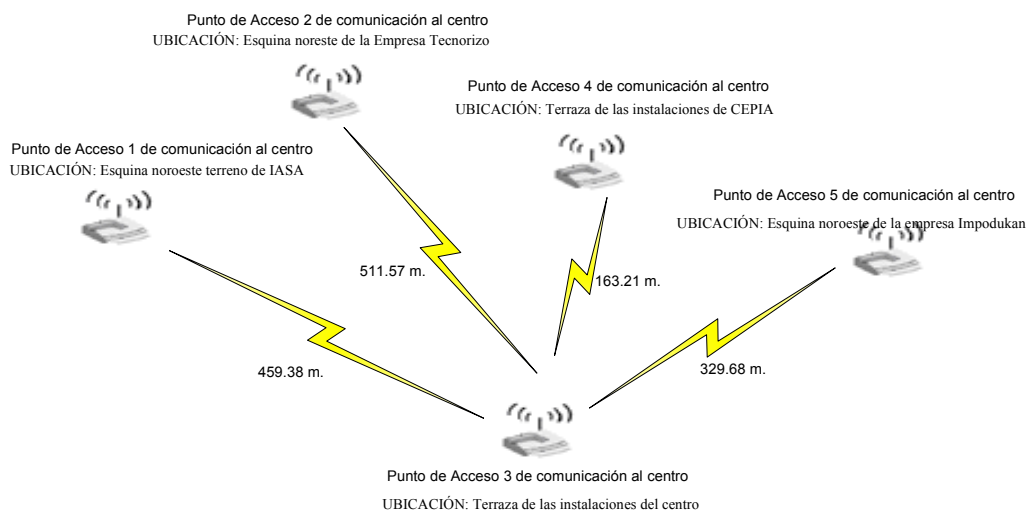 Punto de Acceso 2 de comunicación al centro
UBICACIÓN: Esquina noreste de la Empresa Tecnorizo
Punto de Acceso 4 de comunicación al centro
UBICACIÓN: Terraza de las instalaciones de CEPIA
Punto de Acceso 1 de comunicación al centro
UBICACIÓN: Esquina noroeste terreno de IASA
Punto de Acceso 5 de comunicación al centro
UBICACIÓN: Esquina noroeste de la empresa Impodukan
511.57 m.
163.21 m.
459.38 m.
329.68 m.
Punto de Acceso 3 de comunicación al centro
UBICACIÓN: Terraza de las instalaciones del centro